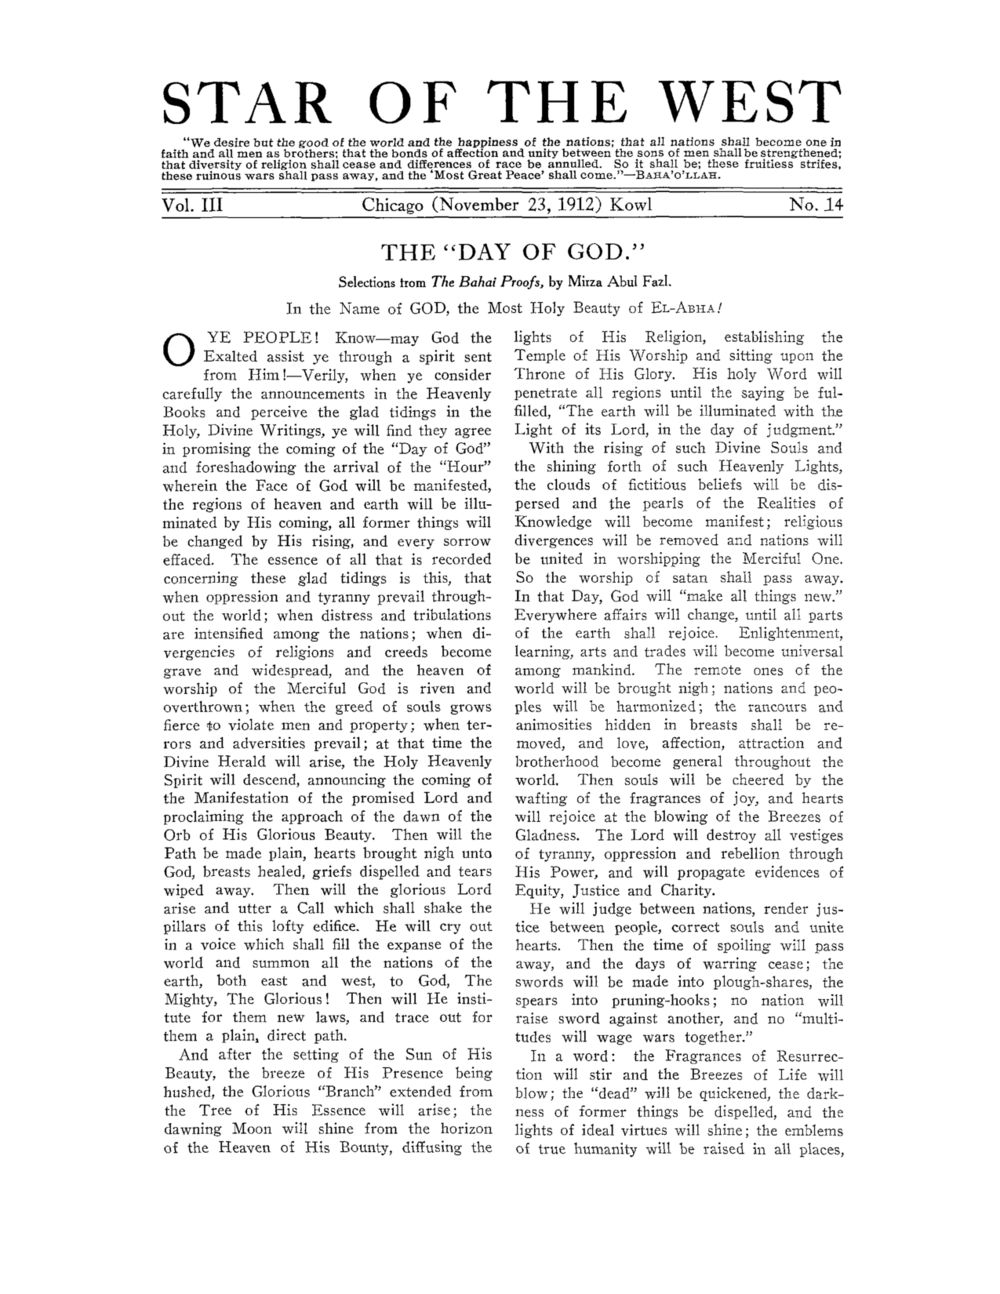 STAR OF THE WEST
"We desire but the good of the world and the happiness of the nations; that all nations shall become one in
faith and all men as brothers; that the bonds of affection and unity between the sons of men shall be strengthened;
that diversity of religion shall cease and differences of race be annulled. So it shall be; these fruitless strifes,
these ruinous wars shall pass away, and the 'Most Great Peace' shall come."—BAHA'O'LLAH.
Vol. III Chicago (November 23, 1912) Kowl No. 14
THE "DAY OF GOD."
Selections from The Bahai Proofs, by Mirza Abul Fazl.
In the Name of GOD, the Most Holy Beauty of EL-ABHA!
O YE PEOPLE! Know—may God the
Exalted assist ye through a spirit sent
from Him!—Verily, when ye consider
carefully the announcements in the Heavenly
Books and perceive the glad tidings in the
Holy, Divine Writings, ye will find they agree
in promising the coming of the "Day of God"
and foreshadowing the arrival of the "Hour"
wherein the Face of God will be manifested,
the regions of heaven and earth will be illu-
minated by His coming, all former things will
be changed by His rising, and every sorrow
effaced. The essence of all that is recorded
concerning these glad tidings is this, that
when oppression and tyranny prevail through-
out the world; when distress and tribulations
are intensified among the nations; when di-
vergencies of religions and creeds become
grave and widespread, and the heaven of
worship of the Merciful God is riven and
overthrown; when the greed of souls grows
fierce to violate men and property; when ter-
rors and adversities prevail; at that time the
Divine Herald will arise, the Holy Heavenly
Spirit will descend, announcing the coming of
the Manifestation of the promised Lord and
proclaiming the approach of the dawn of the
Orb of His Glorious Beauty. Then will the
Path be made plain, hearts brought nigh unto
God, breasts healed, griefs dispelled and tears
wiped away. Then will the glorious Lord
arise and utter a Call which shall shake the
pillars of this lofty edifice. He will cry out
in a voice which shall fill the expanse of the
world and summon all the nations of the
earth, both east and west, to God, The
Mighty, The Glorious! Then will He insti-
tute for them new laws, and trace out for
them a plain, direct path.
And after the setting of the Sun of His
Beauty, the breeze of His Presence being
hushed, the Glorious "Branch" extended from
the Tree of His Essence will arise; the
dawning Moon will shine from the horizon
of the Heaven of His Bounty, diffusing the
lights of His Religion, establishing the
Temple of His Worship and sitting upon the
Throne of His Glory. His holy Word will
penetrate all regions until the saying be ful-
filled, "The earth will be illuminated with the
Light of its Lord, in the day of judgment."
With the rising of such Divine Souls and
the shining forth of such Heavenly Lights,
the clouds of fictitious beliefs will be dis-
persed and the pearls of the Realities of
Knowledge will become manifest; religious
divergences will be removed and nations will
be united in worshipping the Merciful One.
So the worship of satan shall pass away.
In that Day, God will "make all things new."
Everywhere affairs will change, until all parts
of the earth shall rejoice. Enlightenment,
learning, arts and trades will become universal
among mankind. The remote ones of the
world will be brought nigh; nations and peo-
ples will be harmonized; the rancours and
animosities hidden in breasts shall be re-
moved, and love, affection, attraction and
brotherhood become general throughout the
world. Then souls will be cheered by the
wafting of the fragrances of joy, and hearts
will rejoice at the blowing of the Breezes of
Gladness. The Lord will destroy all vestiges
of tyranny, oppression and rebellion through
His Power, and will propagate evidences of
Equity, Justice and Charity.
He will judge between nations, render jus-
tice between people, correct souls and unite
hearts. Then the time of spoiling will pass
away, and the days of warring cease; the
swords will be made into plough-shares, the
spears into pruning-hooks; no nation will
raise sword against another, and no "multi-
tudes will wage wars together."
In a word: the Fragrances of Resurrec-
tion will stir and the Breezes of Life will
blow; the "dead" will be quickened, the dark-
ness of former things be dispelled, and the
lights of ideal virtues will shine; the emblems
of true humanity will be raised in all places,